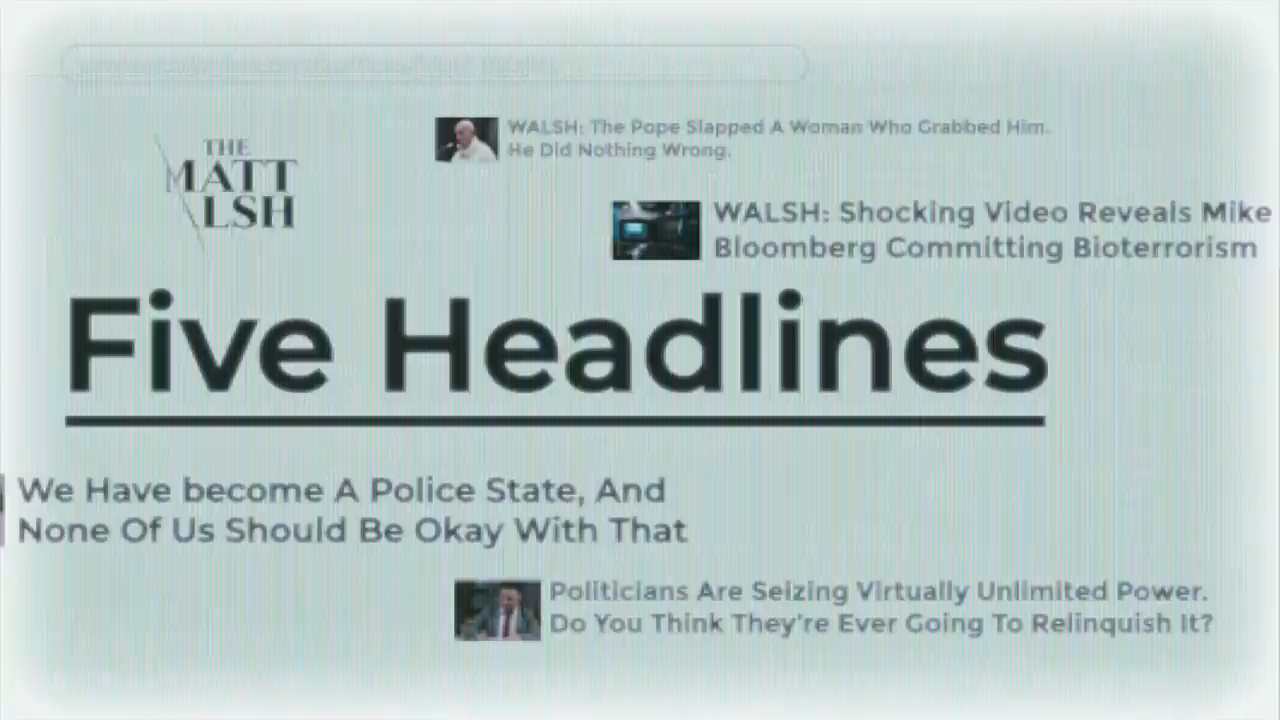 THE
MATT
LSH
WALSH: The Pope Slapped A Woman Who Grabbed Him.
He Did Nothing Wrong.
WALSH: Shocking Video Reveals Mike
Bloomberg Committing Bioterrorism
Five Headlines
We Have become A Police State, And
None Of Us Should Be Okay With That
Politicians Are Seizing Virtually Unlimited Power.
Do You Think They're Ever Going To Relinquish It?